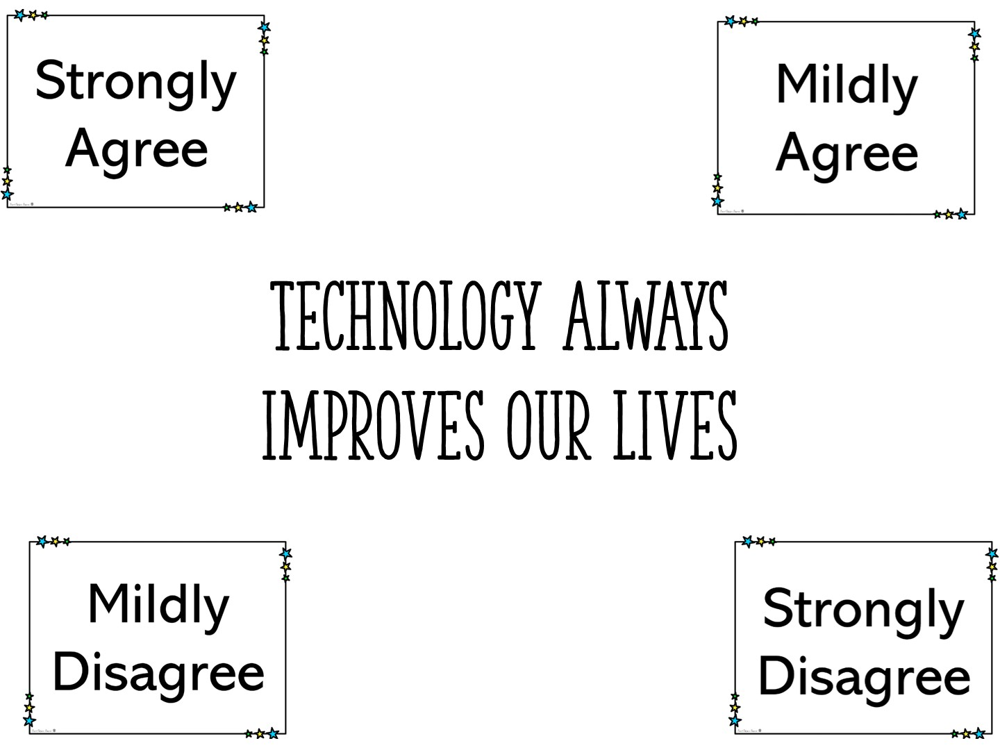 Strongly
Agree
Mildly
Agree
TECHNOLOGY ALWAYS
IMPROVES OUR LIVES
Mildly
Disagree
Strongly
Disagree